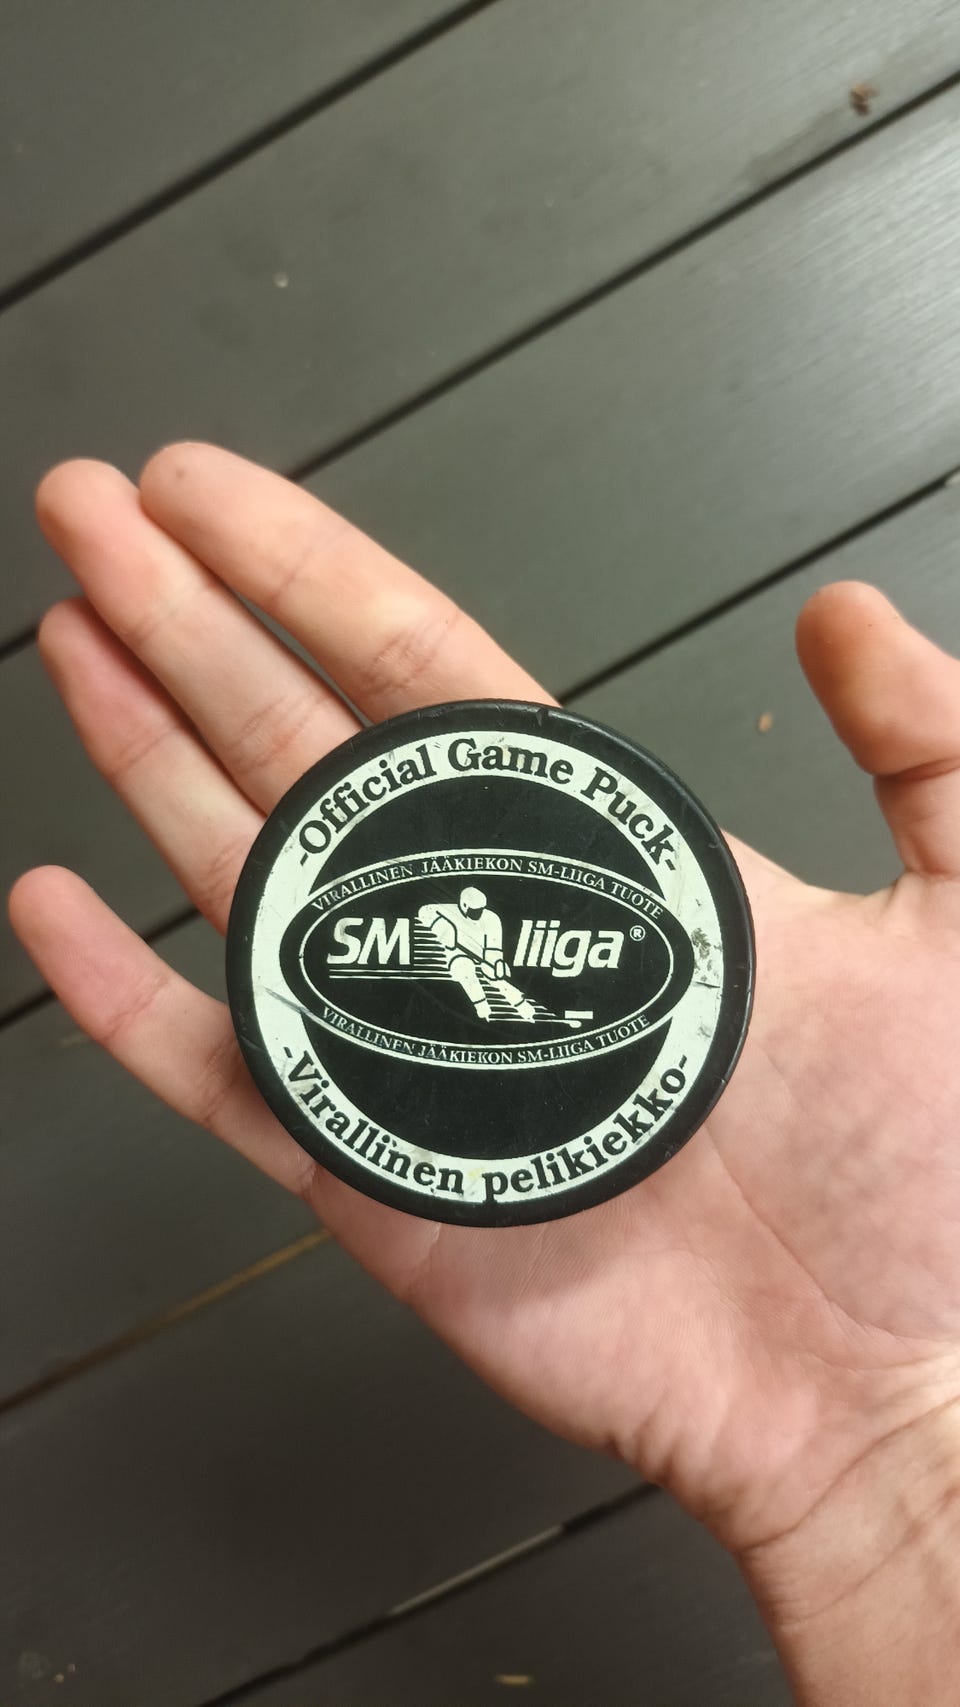 -Official Game Puck-
VIRALLINEN JÄÄKIEKON SM-LIIGA TUOTE
SM liiga®
VIRALLINEN JÄÄKIEKON SM-LIIGA TUOTE
-Virallinen pelikiekko-